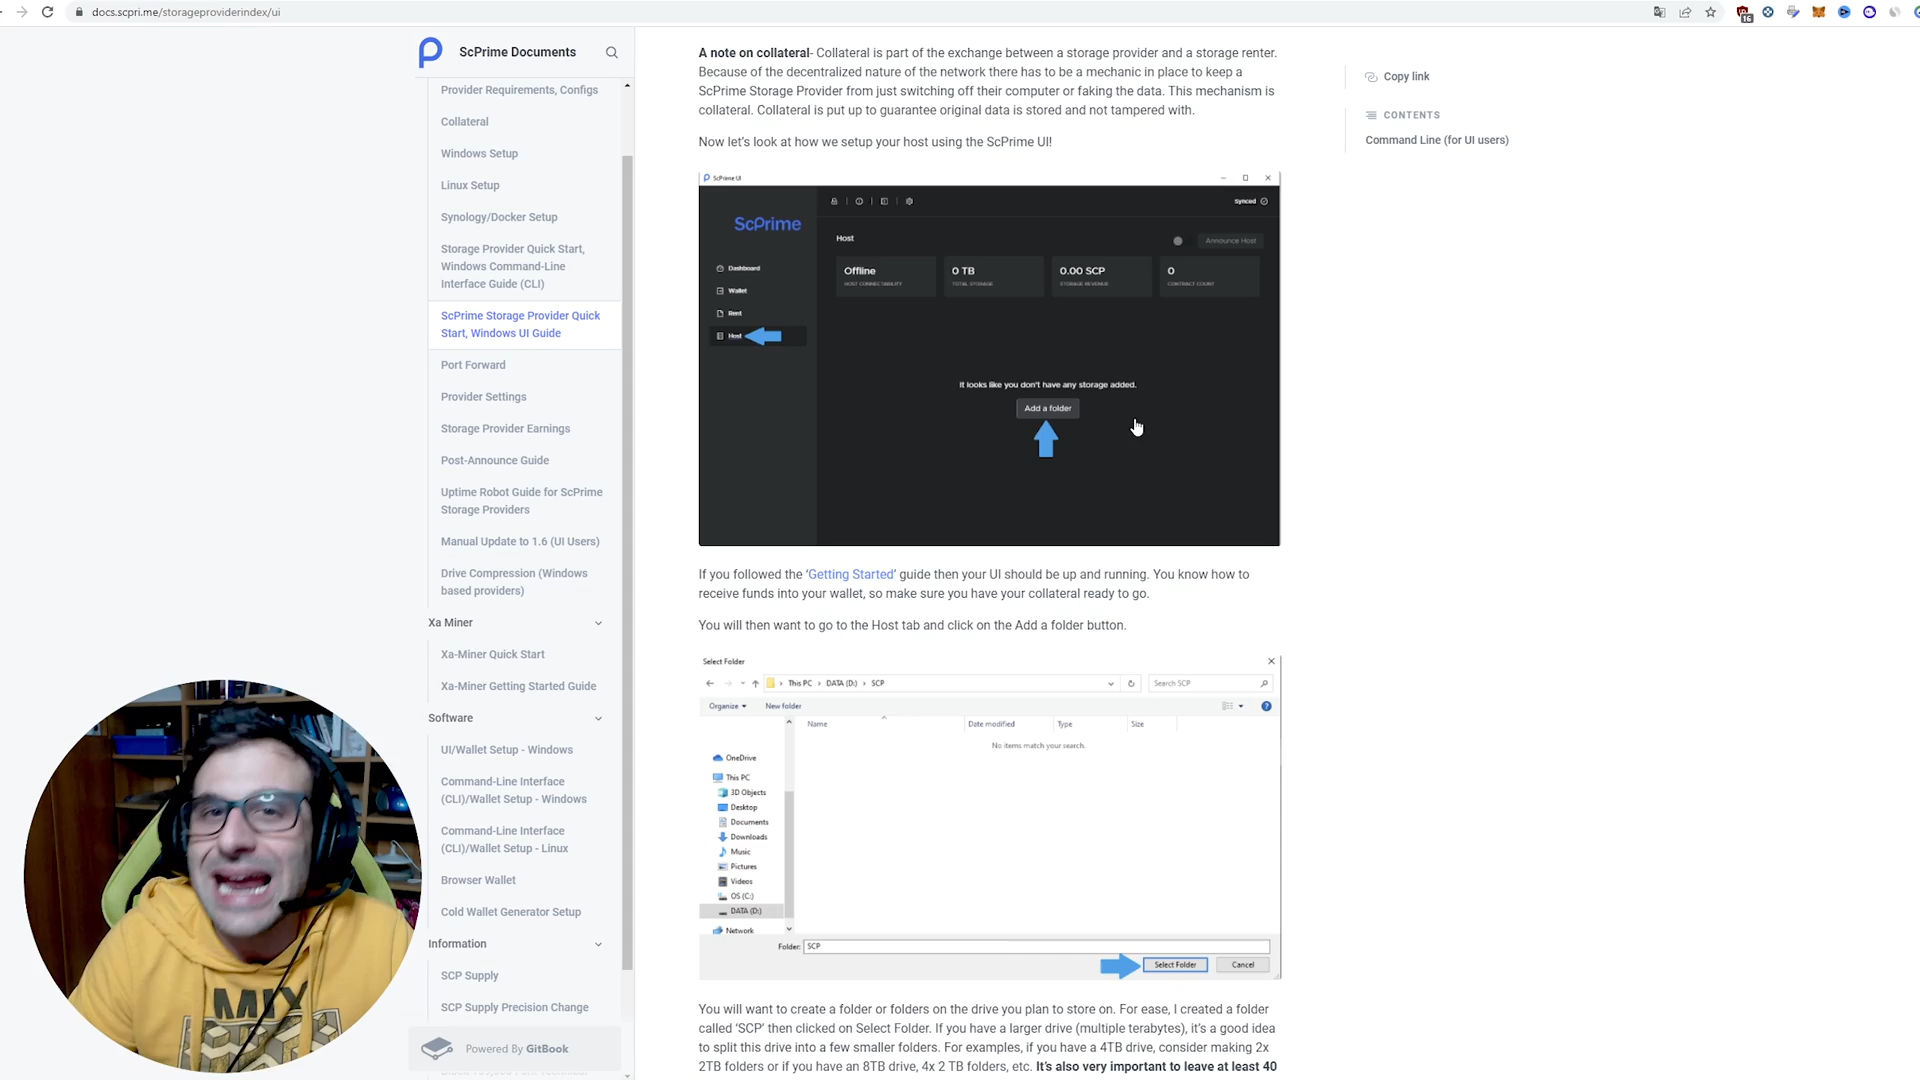 docs.scpri.me/storageproviderindex/ui
16
ScPrime Documents
Provider Requirements, Configs
Collateral
Windows Setup
Linux Setup
Synology/Docker Setup
Storage Provider Quick Start,
Windows Command-Line
Interface Guide (CLI)
ScPrime Storage Provider Quick
Start, Windows UI Guide
Port Forward
Provider Settings
Storage Provider Earnings
Post-Announce Guide
Uptime Robot Guide for ScPrime
Storage Providers
Manual Update to 1.6 (UI Users)
Drive Compression (Windows
based providers)
Xa Miner
Xa-Miner Quick Start
Xa-Miner Getting Started Guide
Software
UI/Wallet Setup - Windows
Command-Line Interface
(CLI)/Wallet Setup - Windows
Command-Line Interface
(CLI)/Wallet Setup - Linux
Browser Wallet
Cold Wallet Generator Setup
Information
SCP Supply
SCP Supply Precision Change
Powered By GitBook
A note on collateral- Collateral is part of the exchange between a storage provider and a storage renter.
Because of the decentralized nature of the network there has to be a mechanic in place to keep a
ScPrime Storage Provider from just switching off their computer or faking the data. This mechanism is
collateral. Collateral is put up to guarantee original data is stored and not tampered with.
Now let's look at how we setup your host using the ScPrime UI!
ScPrime UI
Synced
ScPrime
Host
Announce Host
Dashboard
Wallet
Rent
Host
Offline
HOST CONNECTABILITY
0 TB
TOTAL STORAGE
0.00 SCP
STORAGE REVENUE
0
CONTRACT COUNT
It looks like you don't have any storage added.
Add a folder
If you followed the 'Getting Started' guide then your UI should be up and running. You know how to
receive funds into your wallet, so make sure you have your collateral ready to go.
You will then want to go to the Host tab and click on the Add a folder button.
Select Folder
This PC
DATA (D:)
SCP
Search SCP
Organize
New folder
Name
Date modified
Type
Size
No items match your search.
OneDrive
This PC
3D Objects
Desktop
Documents
Downloads
Music
Pictures
Videos
OS (C:)
DATA (D:)
Network
Folder:
SCP
Select Folder
Cancel
You will want to create a folder or folders on the drive you plan to store on. For ease, I created a folder
called 'SCP' then clicked on Select Folder. If you have a larger drive (multiple terabytes), it's a good idea
to split this drive into a few smaller folders. For examples, if you have a 4TB drive, consider making 2x
2TB folders or if you have an 8TB drive, 4x 2 TB folders, etc. It's also very important to leave at least 40
Copy link
CONTENTS
Command Line (for UI users)